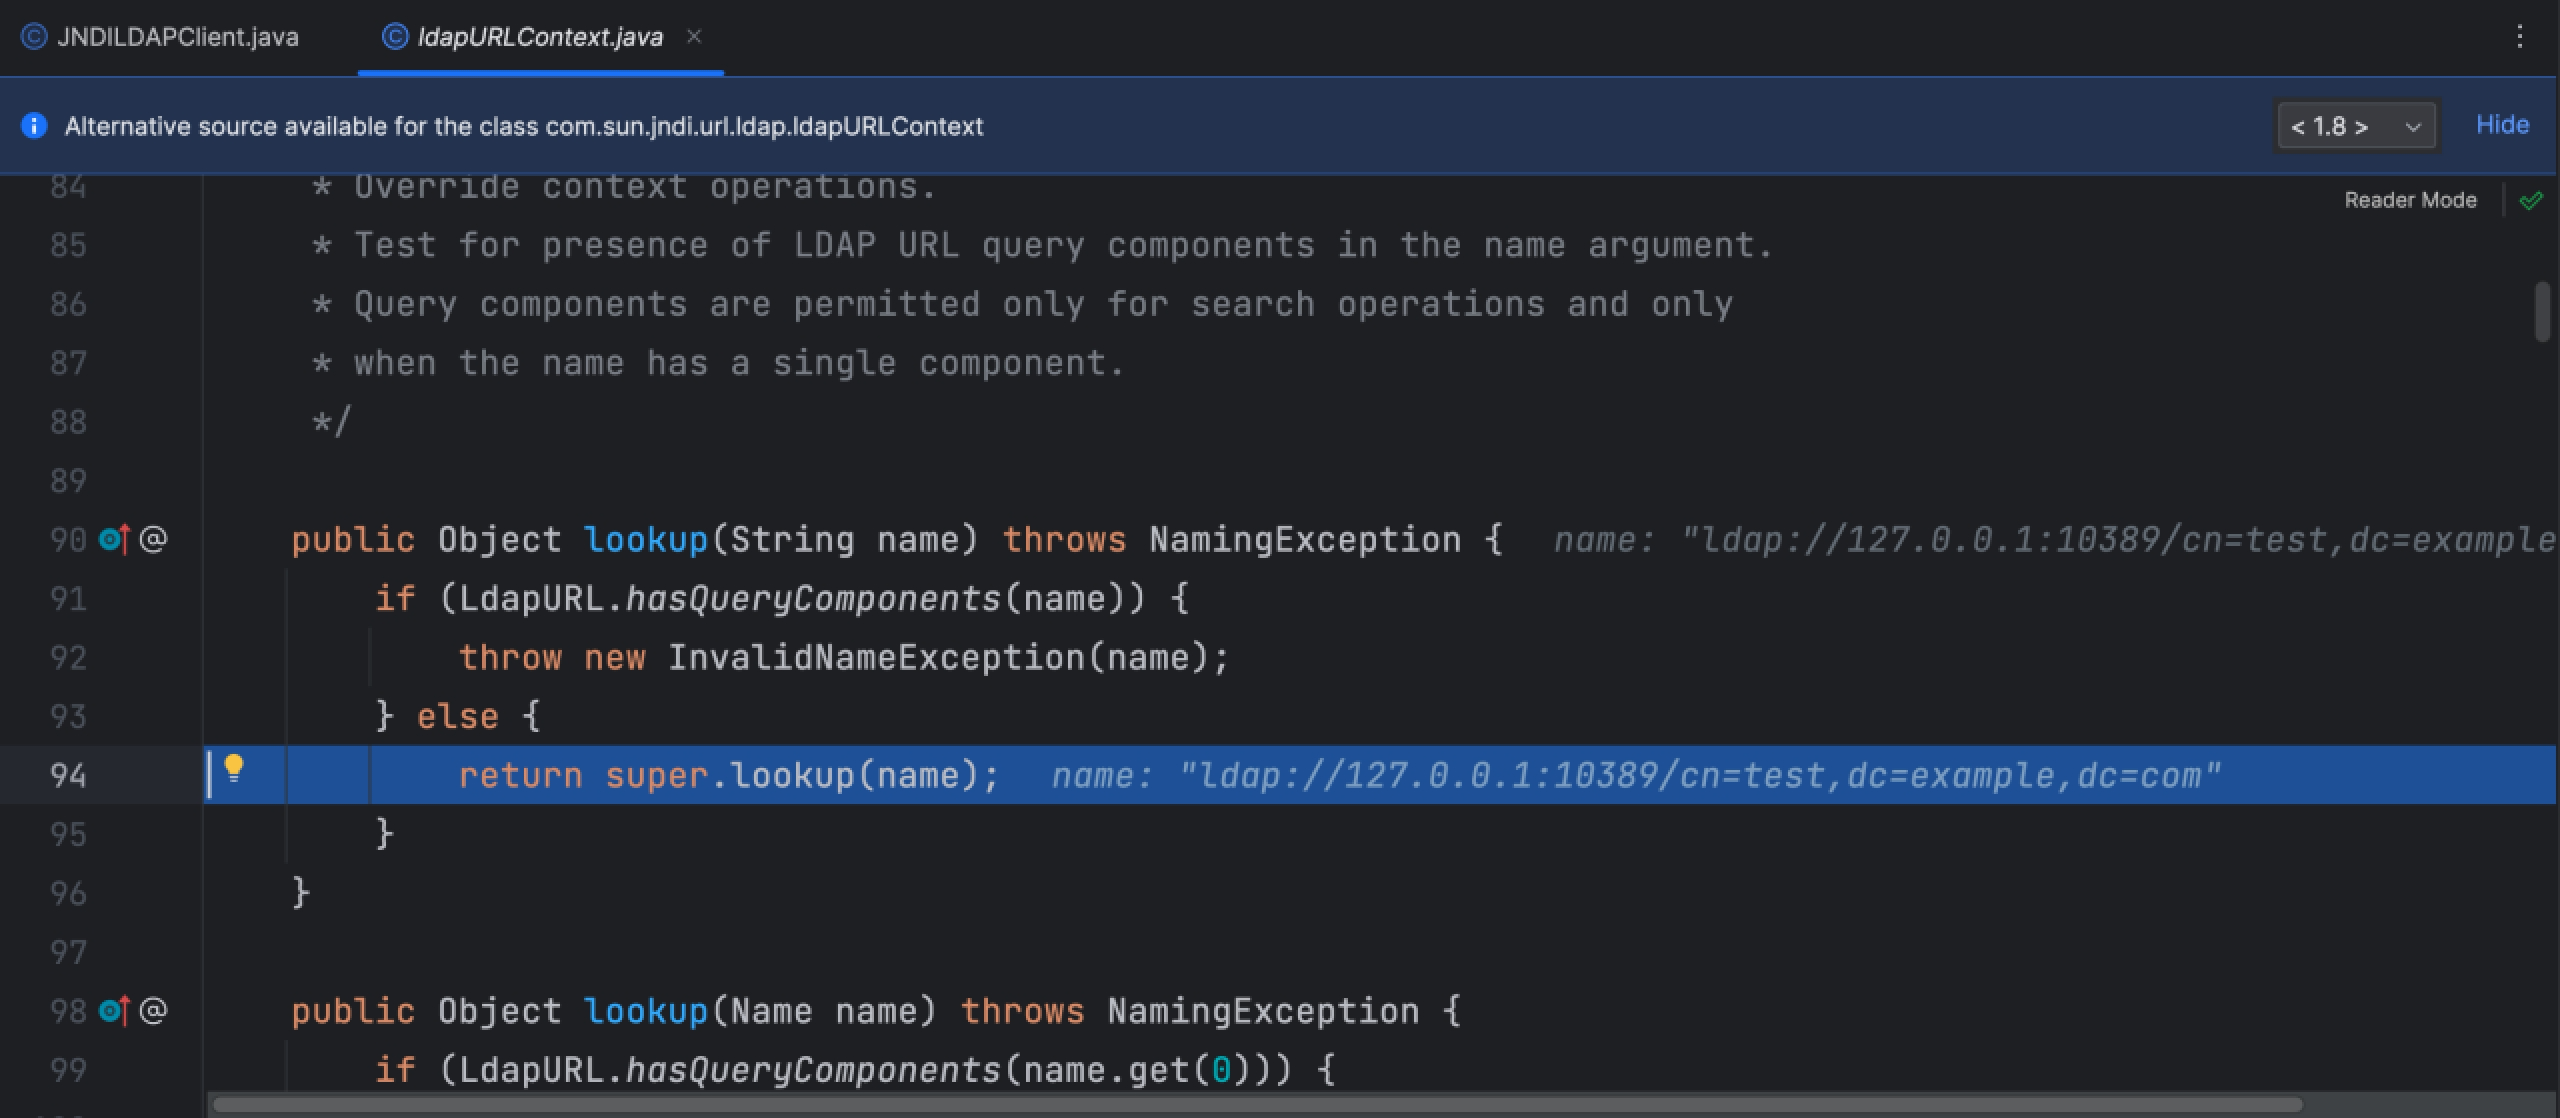 JNDILDAPClient.java ldapURLContext.java
Alternative source available for the class com.sun.jndi.url.ldap.ldapURLContext < 1.8 > Hide
Reader Mode
84 * Override context operations.
85 * Test for presence of LDAP URL query components in the name argument.
86 * Query components are permitted only for search operations and only
87 * when the name has a single component.
88 */
89
90 @ public Object lookup(String name) throws NamingException { name: "ldap://127.0.0.1:10389/cn=test,dc=example
91 if (LdapURL.hasQueryComponents(name)) {
92 throw new InvalidNameException(name);
93 } else {
94 return super.lookup(name); name: "ldap://127.0.0.1:10389/cn=test,dc=example,dc=com"
95 }
96 }
97
98 @ public Object lookup(Name name) throws NamingException {
99 if (LdapURL.hasQueryComponents(name.get(0))) {